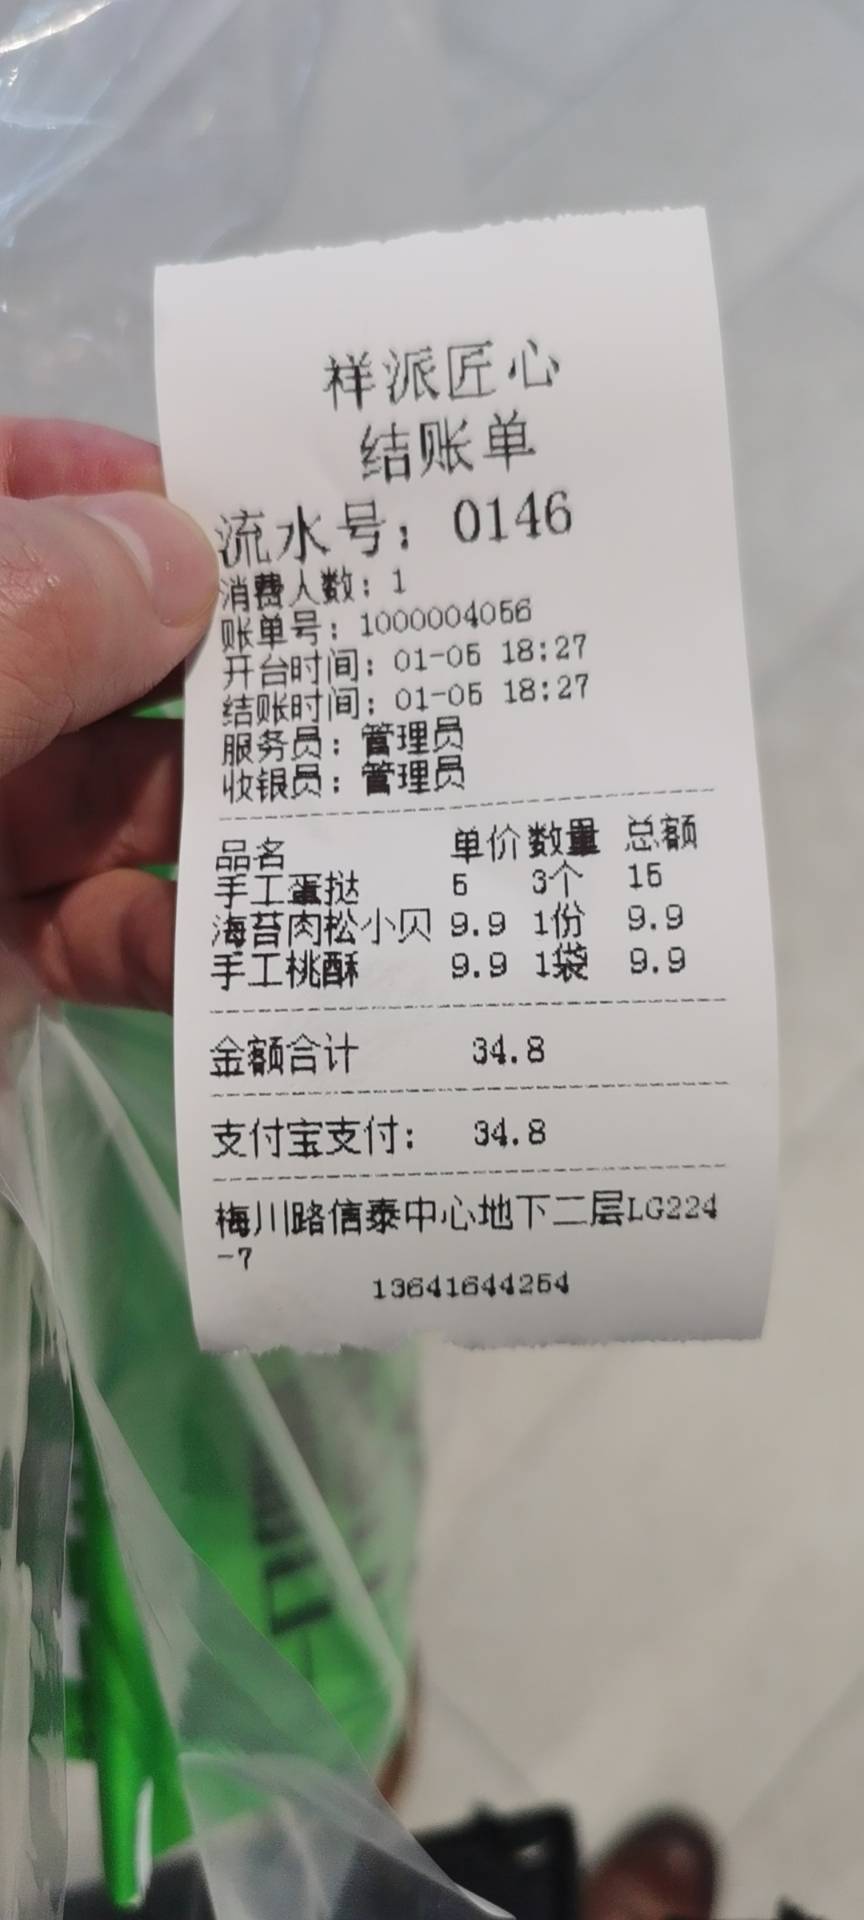 祥派匠心
结账单
流水号：0146
消费人数：1
账单号：1000004056
开台时间：01-05 18:27
结账时间：01-05 18:27
服务员：管理员
收银员：管理员
品名 单价 数量 总额
手工蛋挞 5 3个 15
海苔肉松小贝 9.9 1份 9.9
手工桃酥 9.9 1袋 9.9
金额合计 34.8
支付宝支付： 34.8
梅川路信泰中心地下二层LG224
-7
13641644254